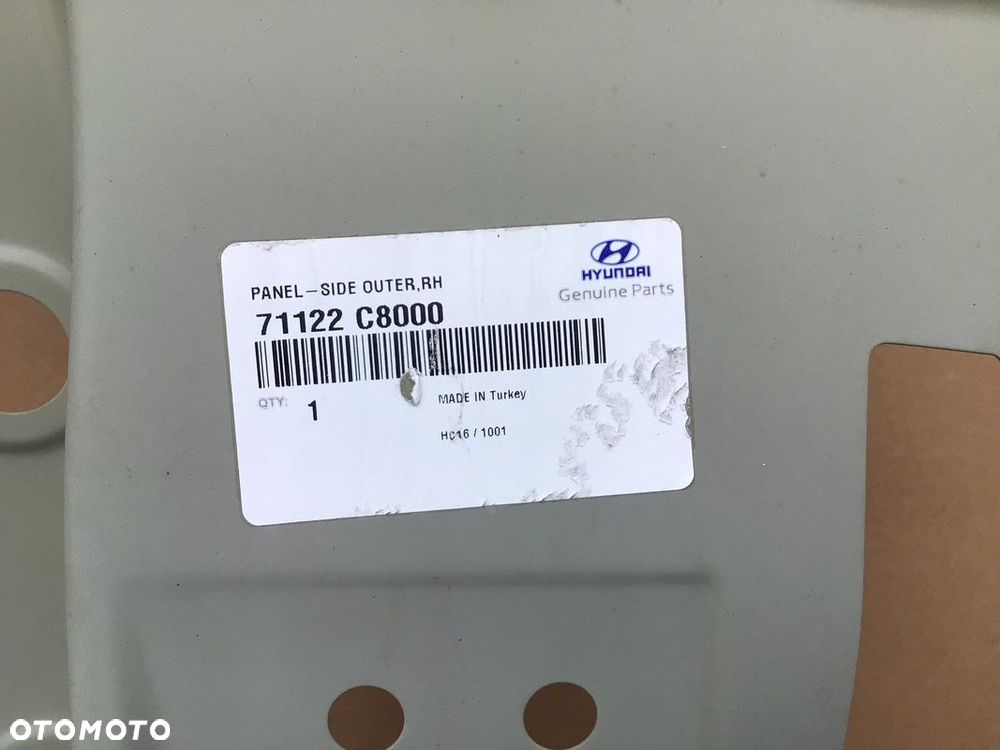 HYUNDAI
Genuine Parts
PANEL-SIDE OUTER,RH
71122 C8000
QTY: 1
MADE IN Turkey
HC16 / 1001
OTOMOTO